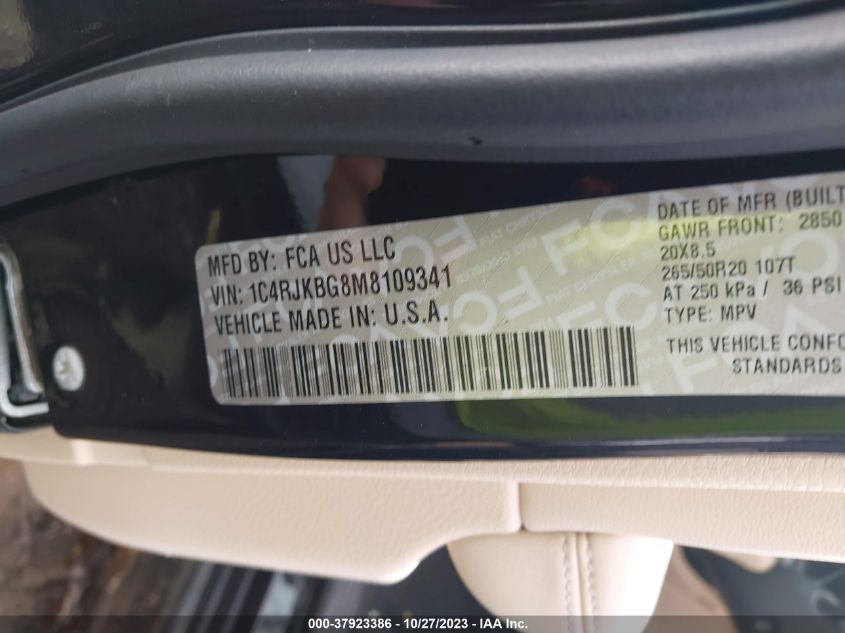 MFD BY: FCA US LLC
VIN: 1C4RJKBG8M8109341
VEHICLE MADE IN: U.S.A.
DATE OF MFR (BUILT
GAWR FRONT: 2850
20X8.5
265/50R20 107T
AT 250 kPa / 36 PSI
TYPE: MPV
THIS VEHICLE CONFO
STANDARDS
000-37923386 - 10/27/2023 - IAA Inc.